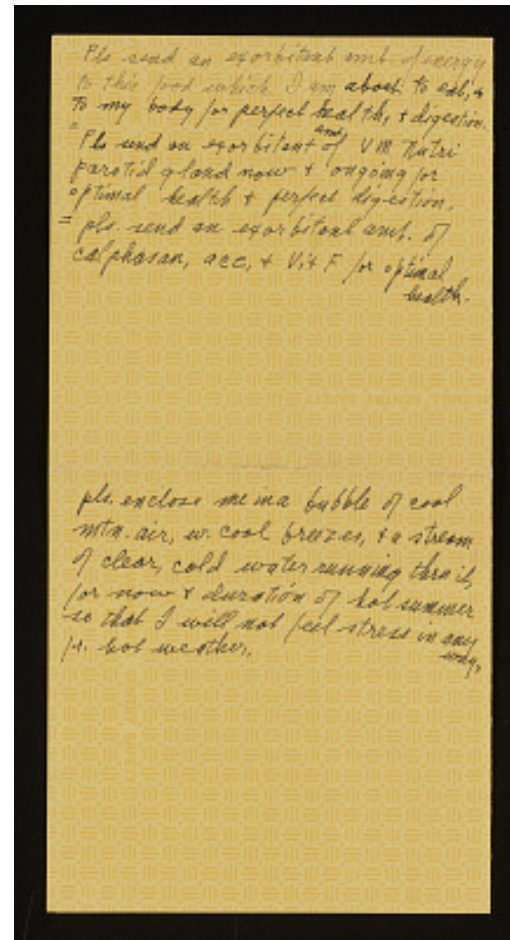 Pls send an exorbitant amt. of energy
to this food which I am about to eat, +
to my body for perfect health, + digestion.
= Pls send an exorbitant amt of VM Nutri
parotid gland now + ongoing for
optimal health + perfect digestion.
= pls. send an exorbitant amt. of
calphasan, ace, + Vit F for optimal
health.
pls. enclose me in a bubble of cool
mtn. air, w. cool breezes, + a stream
of clear, cold water running thru it,
for now + duration of hot summer
so that I will not feel stress in any
way,
fr. hot weather.